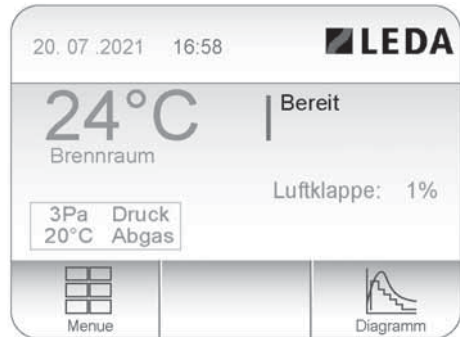 20. 07 .2021 16:58 LEDA
24°C Bereit
Brennraum
Luftklappe: 1%
3Pa Druck
20°C Abgas
Menue Diagramm